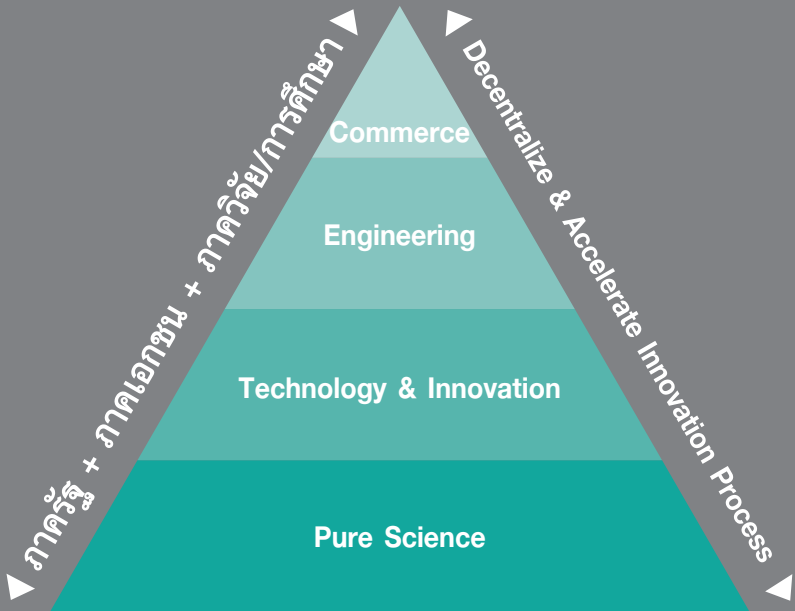 ภาครัฐ + ภาคเอกชน + ภาควิจัย/การศึกษา
Decentralize & Accelerate Innovation Process
Commerce
Engineering
Technology & Innovation
Pure Science